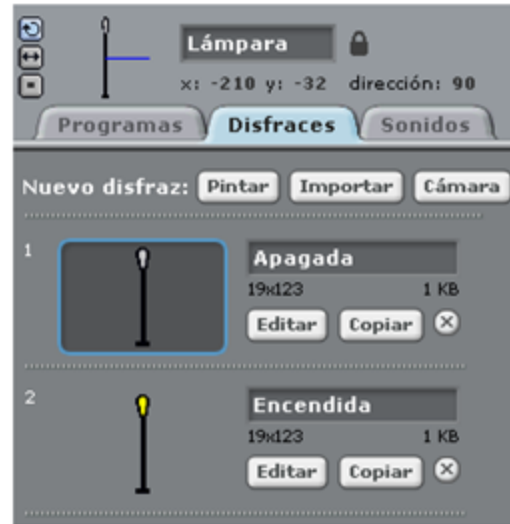 Lámpara
x: -210 y: -32 dirección: 90
Programas Disfraces Sonidos
Nuevo disfraz: Pintar Importar Cámara
1
Apagada
19x123 1 KB
Editar Copiar
2
Encendida
19x123 1 KB
Editar Copiar